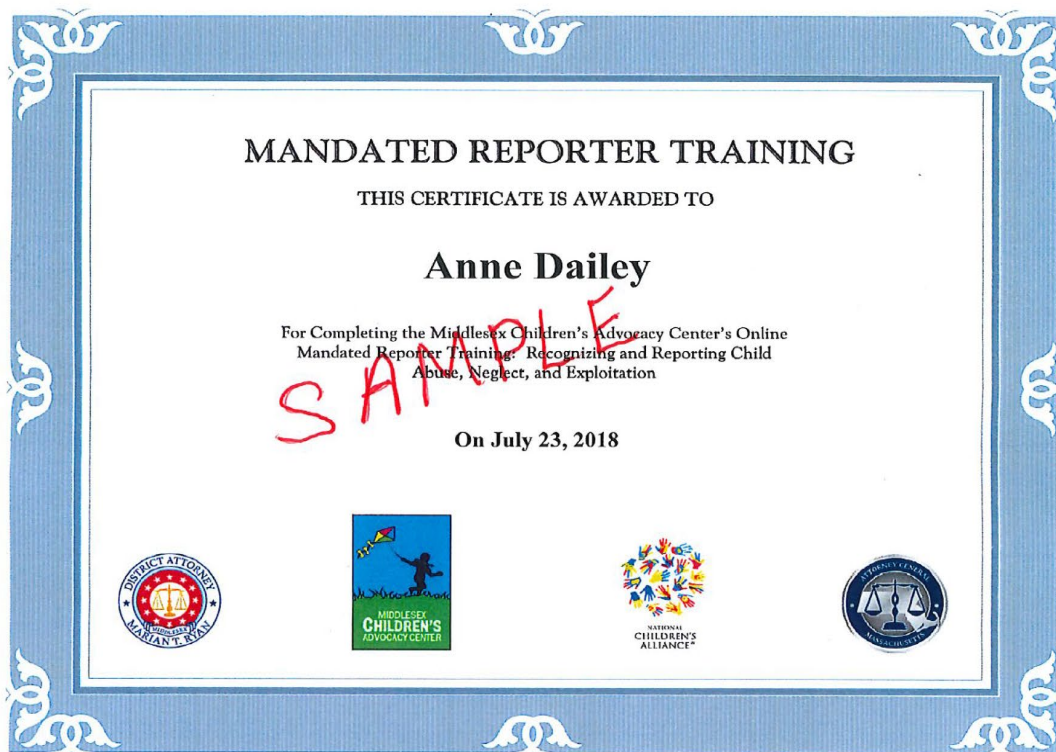 MANDATED REPORTER TRAINING
THIS CERTIFICATE IS AWARDED TO
Anne Dailey
For Completing the Middlesex Children's Advocacy Center's Online
Mandated Reporter Training: Recognizing and Reporting Child
Abuse, Neglect, and Exploitation
SAMPLE
On July 23, 2018
DISTRICT ATTORNEY
MIDDLESEX
MARIAN T. RYAN
MIDDLESEX
CHILDREN'S
ADVOCACY CENTER
NATIONAL
CHILDREN'S
ALLIANCE®
ATTORNEY GENERAL
MASSACHUSETTS